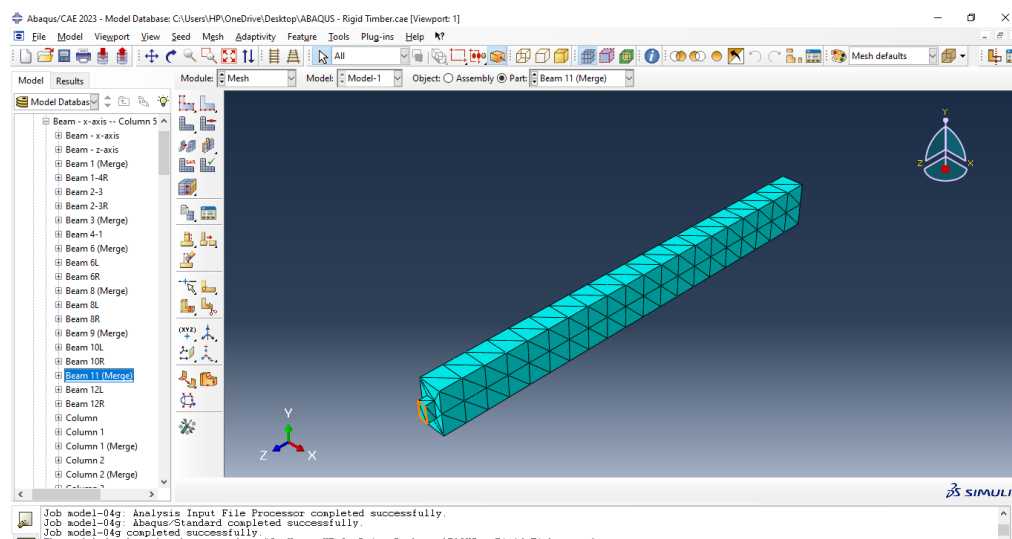 Abaqus/CAE 2023 - Model Database: C:\Users\HP\OneDrive\Desktop\ABAQUS - Rigid Timber.cae [Viewport: 1]
File Model Viewport View Seed Mesh Adaptivity Feature Tools Plug-ins Help
All
Mesh defaults
Model Results
Module: Mesh Model: Model-1 Object: Assembly Part: Beam 11 (Merge)
Model Databas
Beam - x-axis -- Column 5
Beam - x-axis
Beam - z-axis
Beam 1 (Merge)
Beam 1-4R
Beam 2-3
Beam 2-3R
Beam 3 (Merge)
Beam 4-1
Beam 6 (Merge)
Beam 6L
Beam 6R
Beam 8 (Merge)
Beam 8L
Beam 8R
Beam 9 (Merge)
Beam 10L
Beam 10R
Beam 11 (Merge)
Beam 12L
Beam 12R
Column
Column 1
Column 1 (Merge)
Column 2
Column 2 (Merge)
(XYZ)
Y
Z X
Y
Z X
SIMULI
Job model-04g: Analysis Input File Processor completed successfully.
Job model-04g: Abaqus/Standard completed successfully.
Job model-04g completed successfully.